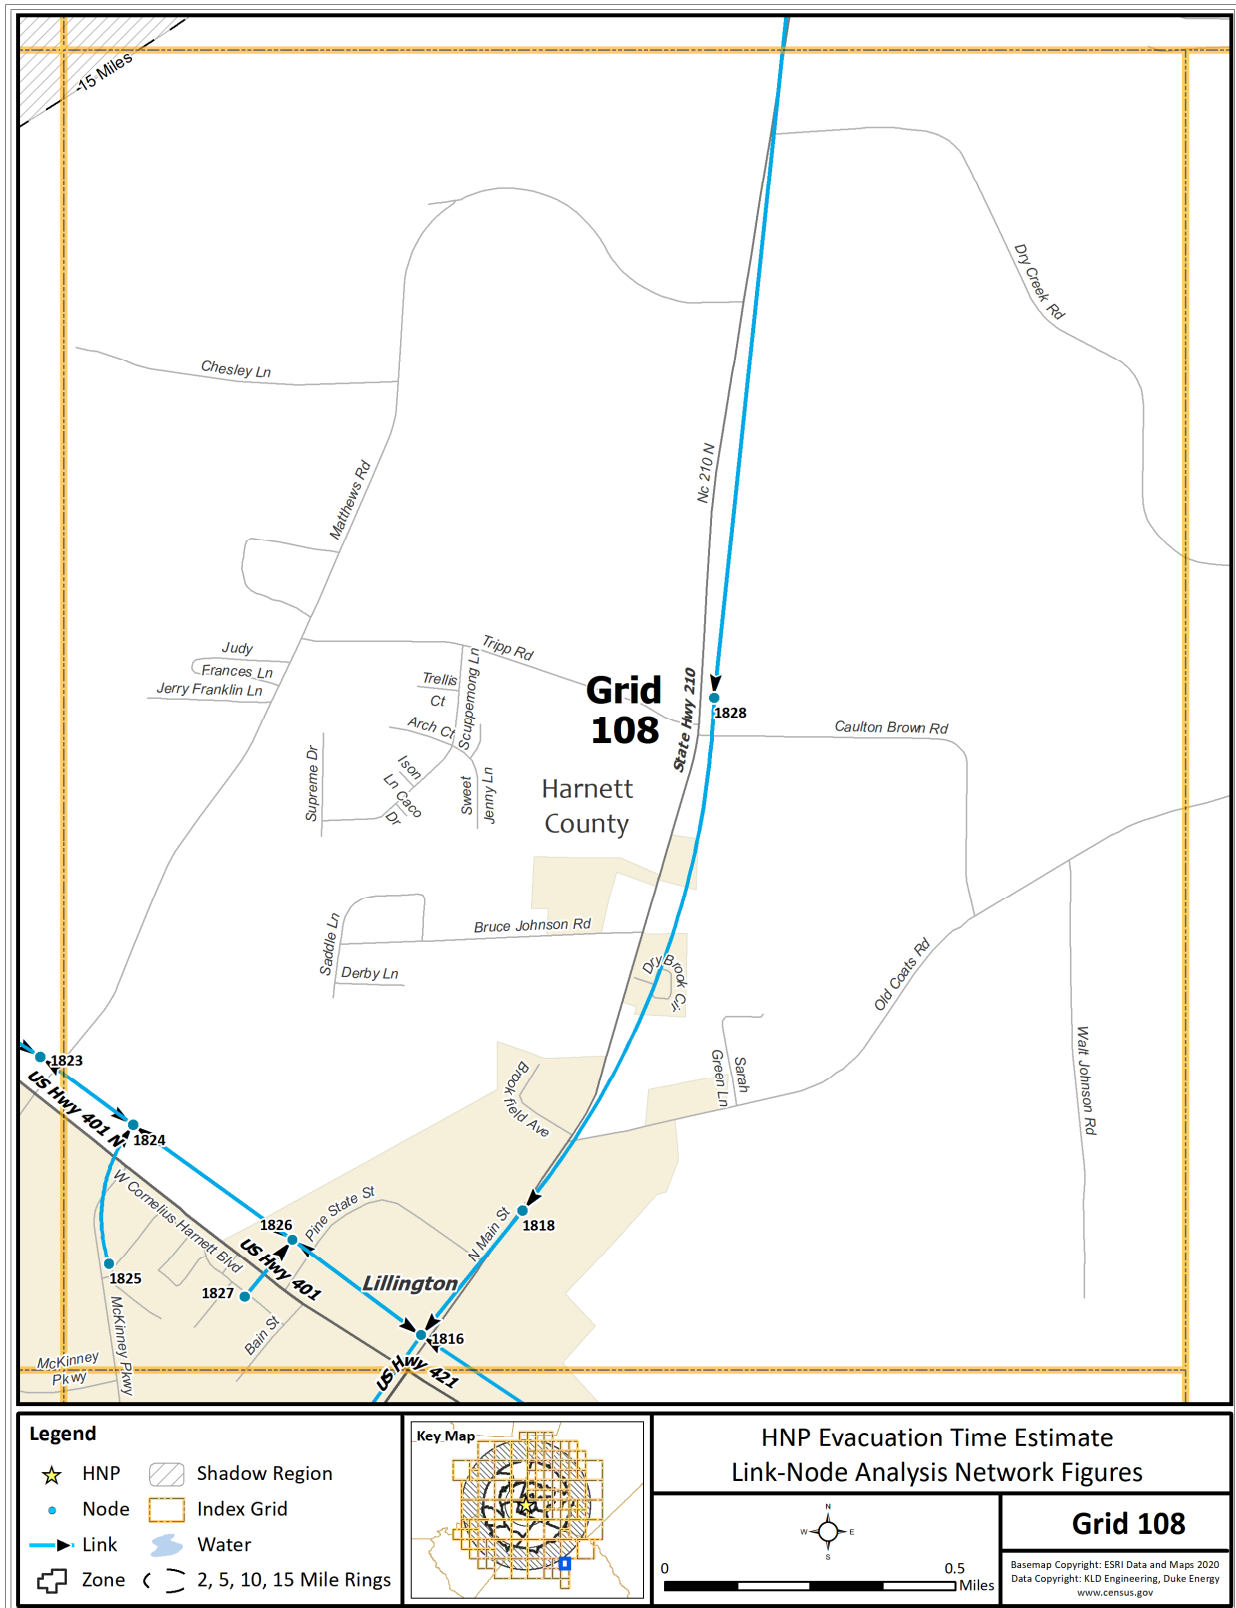 15 Miles
Dry Creek Rd
Chesley Ln
Matthews Rd
Nc 210 N
Judy
Frances Ln
Jerry Franklin Ln
Tripp Rd
Trellis
Ct
Scuppernong Ln
Arch Ct
Grid
108
State Hwy 210
1828
Caulton Brown Rd
Supreme Dr
Ison
Ln
Caco
Dr
Sweet
Jenny Ln
Harnett
County
Saddle Ln
Bruce Johnson Rd
Derby Ln
Dry Brook Cir
Old Coats Rd
Walt Johnson Rd
Sarah
Green Ln
Brookfield Ave
1823
US Hwy 401 N
1824
W Cornelius Harnett Blvd
Pine State St
1826
US Hwy 401
N Main St
1818
1825
1827
Lillington
Bain St
1816
McKinney Pkwy
McKinney
Pkwy
US Hwy 421
Legend
HNP
Shadow Region
Node
Index Grid
Link
Water
Zone
2, 5, 10, 15 Mile Rings
Key Map
HNP Evacuation Time Estimate
Link-Node Analysis Network Figures
N
W
E
S
0
0.5
Miles
Grid 108
Basemap Copyright: ESRI Data and Maps 2020
Data Copyright: KLD Engineering, Duke Energy
www.census.gov